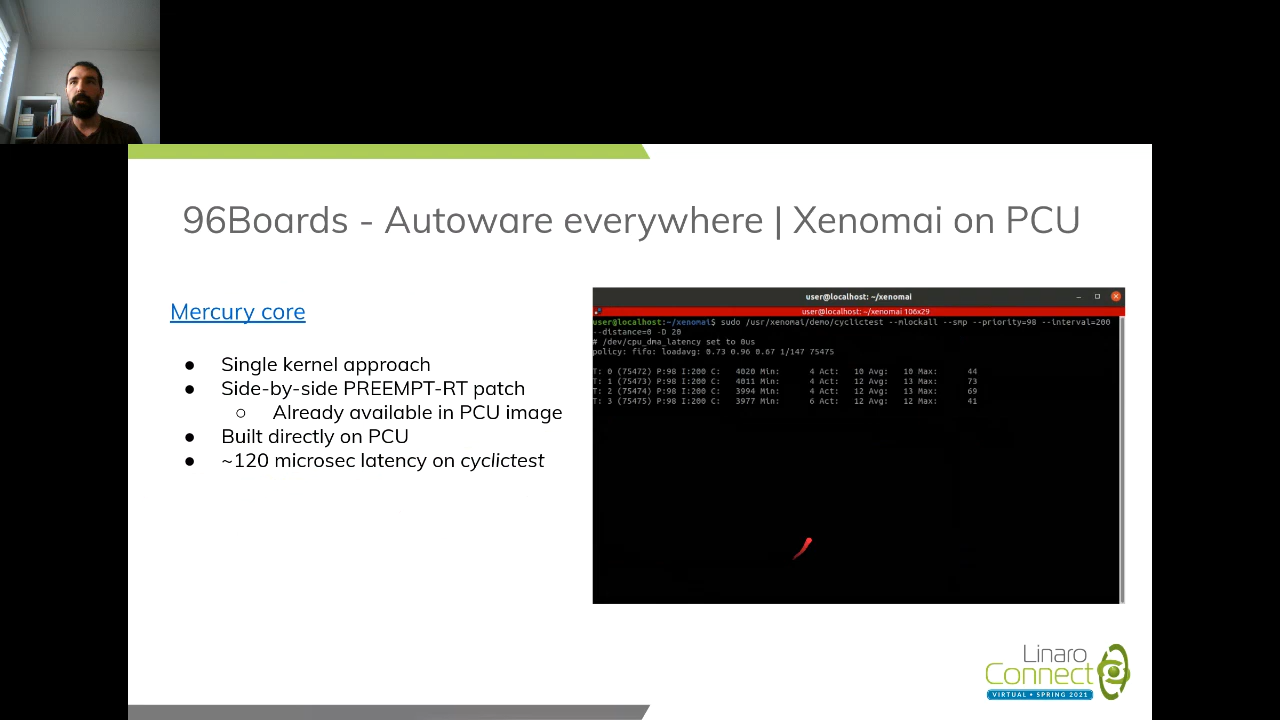 96Boards - Autoware everywhere | Xenomai on PCU
Mercury core
● Single kernel approach
● Side-by-side PREEMPT-RT patch
○ Already available in PCU image
● Built directly on PCU
● ~120 microsec latency on cyclictest
user@localhost: ~/xenomai
user@localhost: ~/xenomai 106x29
user@localhost:~/xenomai$ sudo /usr/xenomai/demo/cyclictest --mlockall --smp --priority=98 --interval=200
--distance=0 -D 20
# /dev/cpu_dma_latency set to 0us
policy: fifo: loadavg: 0.73 0.96 0.67 1/147 75475
T: 0 (75472) P:98 I:200 C: 4020 Min: 4 Act: 10 Avg: 10 Max: 44
T: 1 (75473) P:98 I:200 C: 4011 Min: 4 Act: 12 Avg: 13 Max: 73
T: 2 (75474) P:98 I:200 C: 3994 Min: 4 Act: 12 Avg: 13 Max: 69
T: 3 (75475) P:98 I:200 C: 3977 Min: 6 Act: 12 Avg: 12 Max: 41
Linaro
Connect
VIRTUAL • SPRING 2021